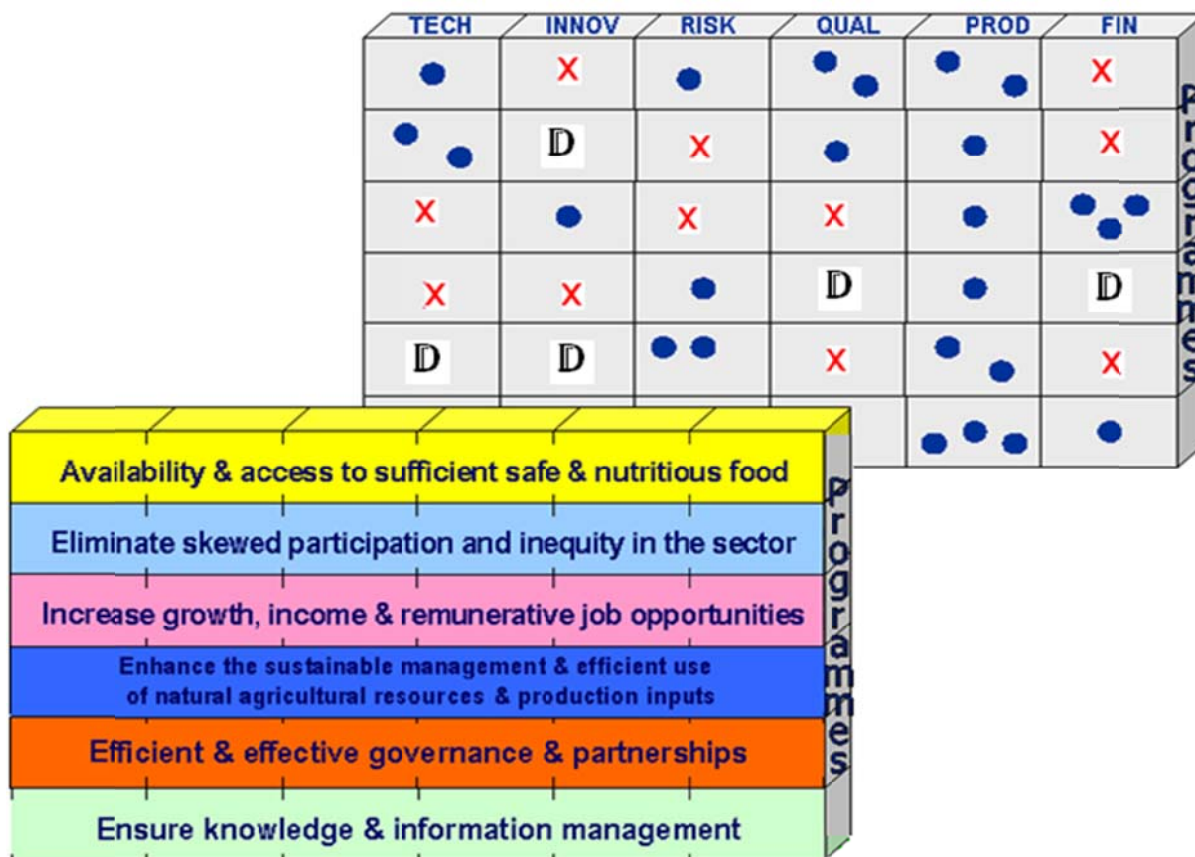 TECH INNOV RISK QUAL PROD FIN
X X
D X X
X X X
X X D D
D D X X
Programmes
Availability & access to sufficient safe & nutritious food
Eliminate skewed participation and inequity in the sector
Increase growth, income & remunerative job opportunities
Enhance the sustainable management & efficient use
of natural agricultural resources & production inputs
Efficient & effective governance & partnerships
Ensure knowledge & information management
Programmes